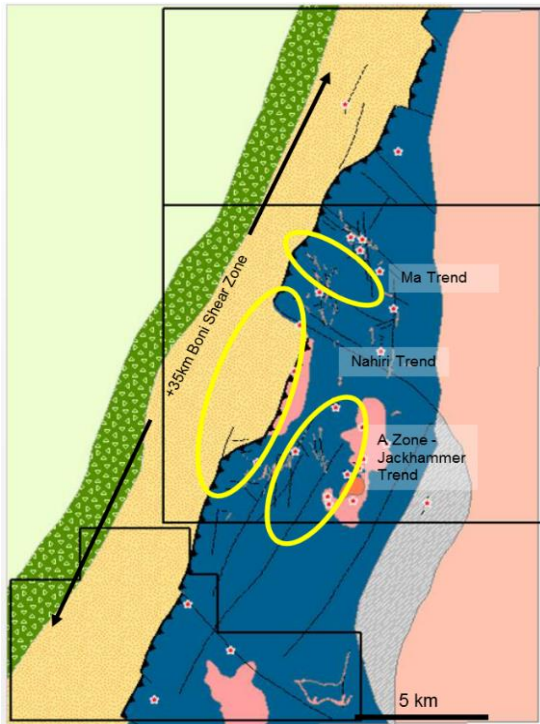 +35km Boni Shear Zone
Ma Trend
Nahiri Trend
A Zone -
Jackhammer
Trend
5 km